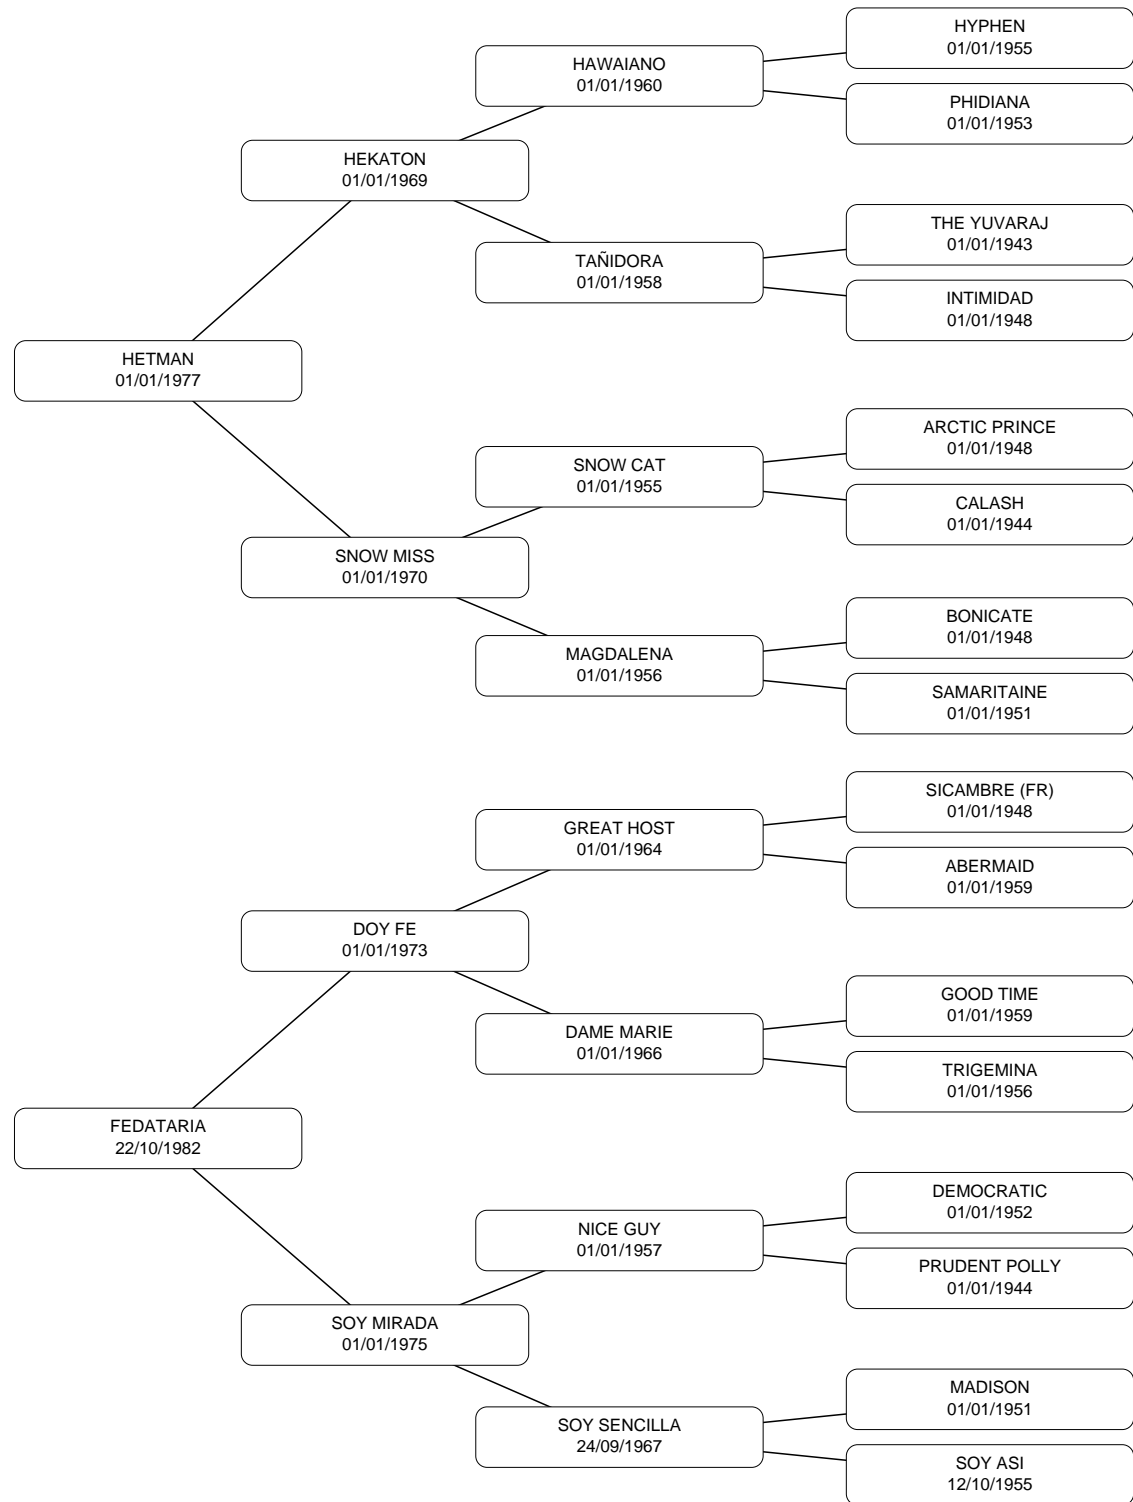 HYPHEN
01/01/1955
HAWAIANO
01/01/1960
PHIDIANA
01/01/1953
HEKATON
01/01/1969
THE YUVARAJ
01/01/1943
TAÑIDORA
01/01/1958
INTIMIDAD
01/01/1948
HETMAN
01/01/1977
ARCTIC PRINCE
01/01/1948
SNOW CAT
01/01/1955
CALASH
01/01/1944
SNOW MISS
01/01/1970
BONICATE
01/01/1948
MAGDALENA
01/01/1956
SAMARITAINE
01/01/1951
SICAMBRE (FR)
01/01/1948
GREAT HOST
01/01/1964
ABERMAID
01/01/1959
DOY FE
01/01/1973
GOOD TIME
01/01/1959
DAME MARIE
01/01/1966
TRIGEMINA
01/01/1956
FEDATARIA
22/10/1982
DEMOCRATIC
01/01/1952
NICE GUY
01/01/1957
PRUDENT POLLY
01/01/1944
SOY MIRADA
01/01/1975
MADISON
01/01/1951
SOY SENCILLA
24/09/1967
SOY ASI
12/10/1955